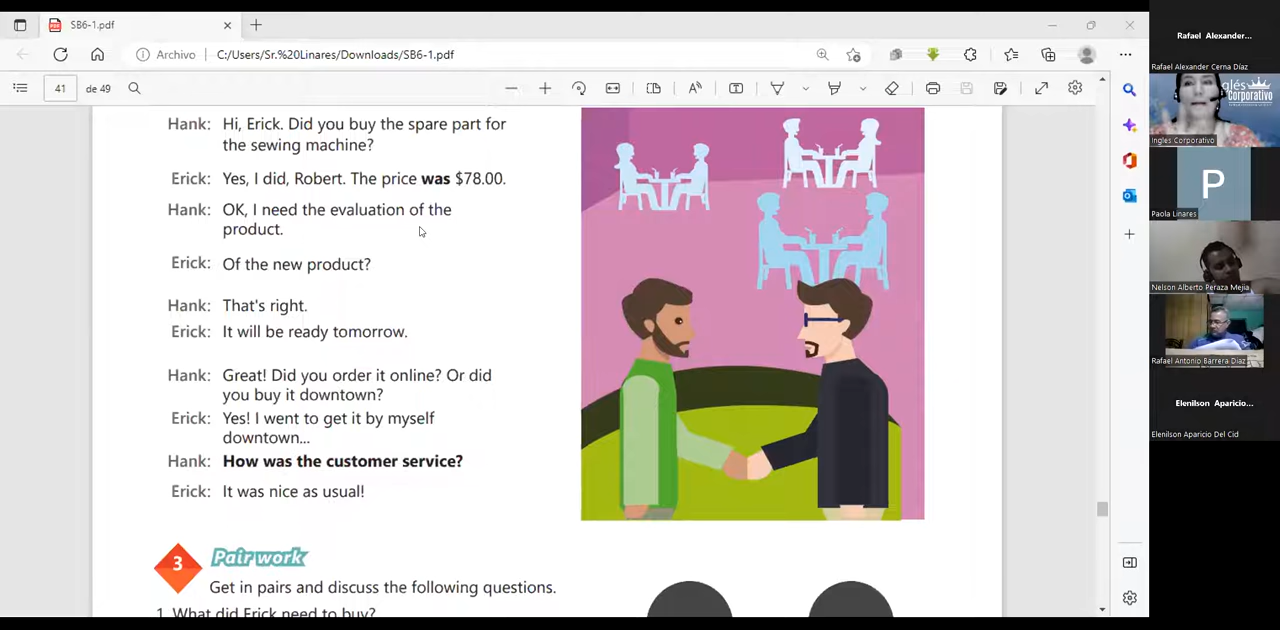 SB6-1.pdf
Archivo
C:/Users/Sr.%20Linares/Downloads/SB6-1.pdf
41 de 49
Hank: Hi, Erick. Did you buy the spare part for
the sewing machine?
Erick: Yes, I did, Robert. The price was $78.00.
Hank: OK, I need the evaluation of the
product.
Erick: Of the new product?
Hank: That's right.
Erick: It will be ready tomorrow.
Hank: Great! Did you order it online? Or did
you buy it downtown?
Erick: Yes! I went to get it by myself
downtown...
Hank: How was the customer service?
Erick: It was nice as usual!
3 Pair work
Get in pairs and discuss the following questions.
1. What did Erick need to buy?
Rafael Alexander...
Rafael Alexander Cerna Díaz
glés
Corporativo
Ingles Corporativo
P
Paola Linares
Nelson Alberto Peraza Mejia
Rafael Antonio Barrera Diaz
Elenilson Aparicio...
Elenilson Aparicio Del Cid